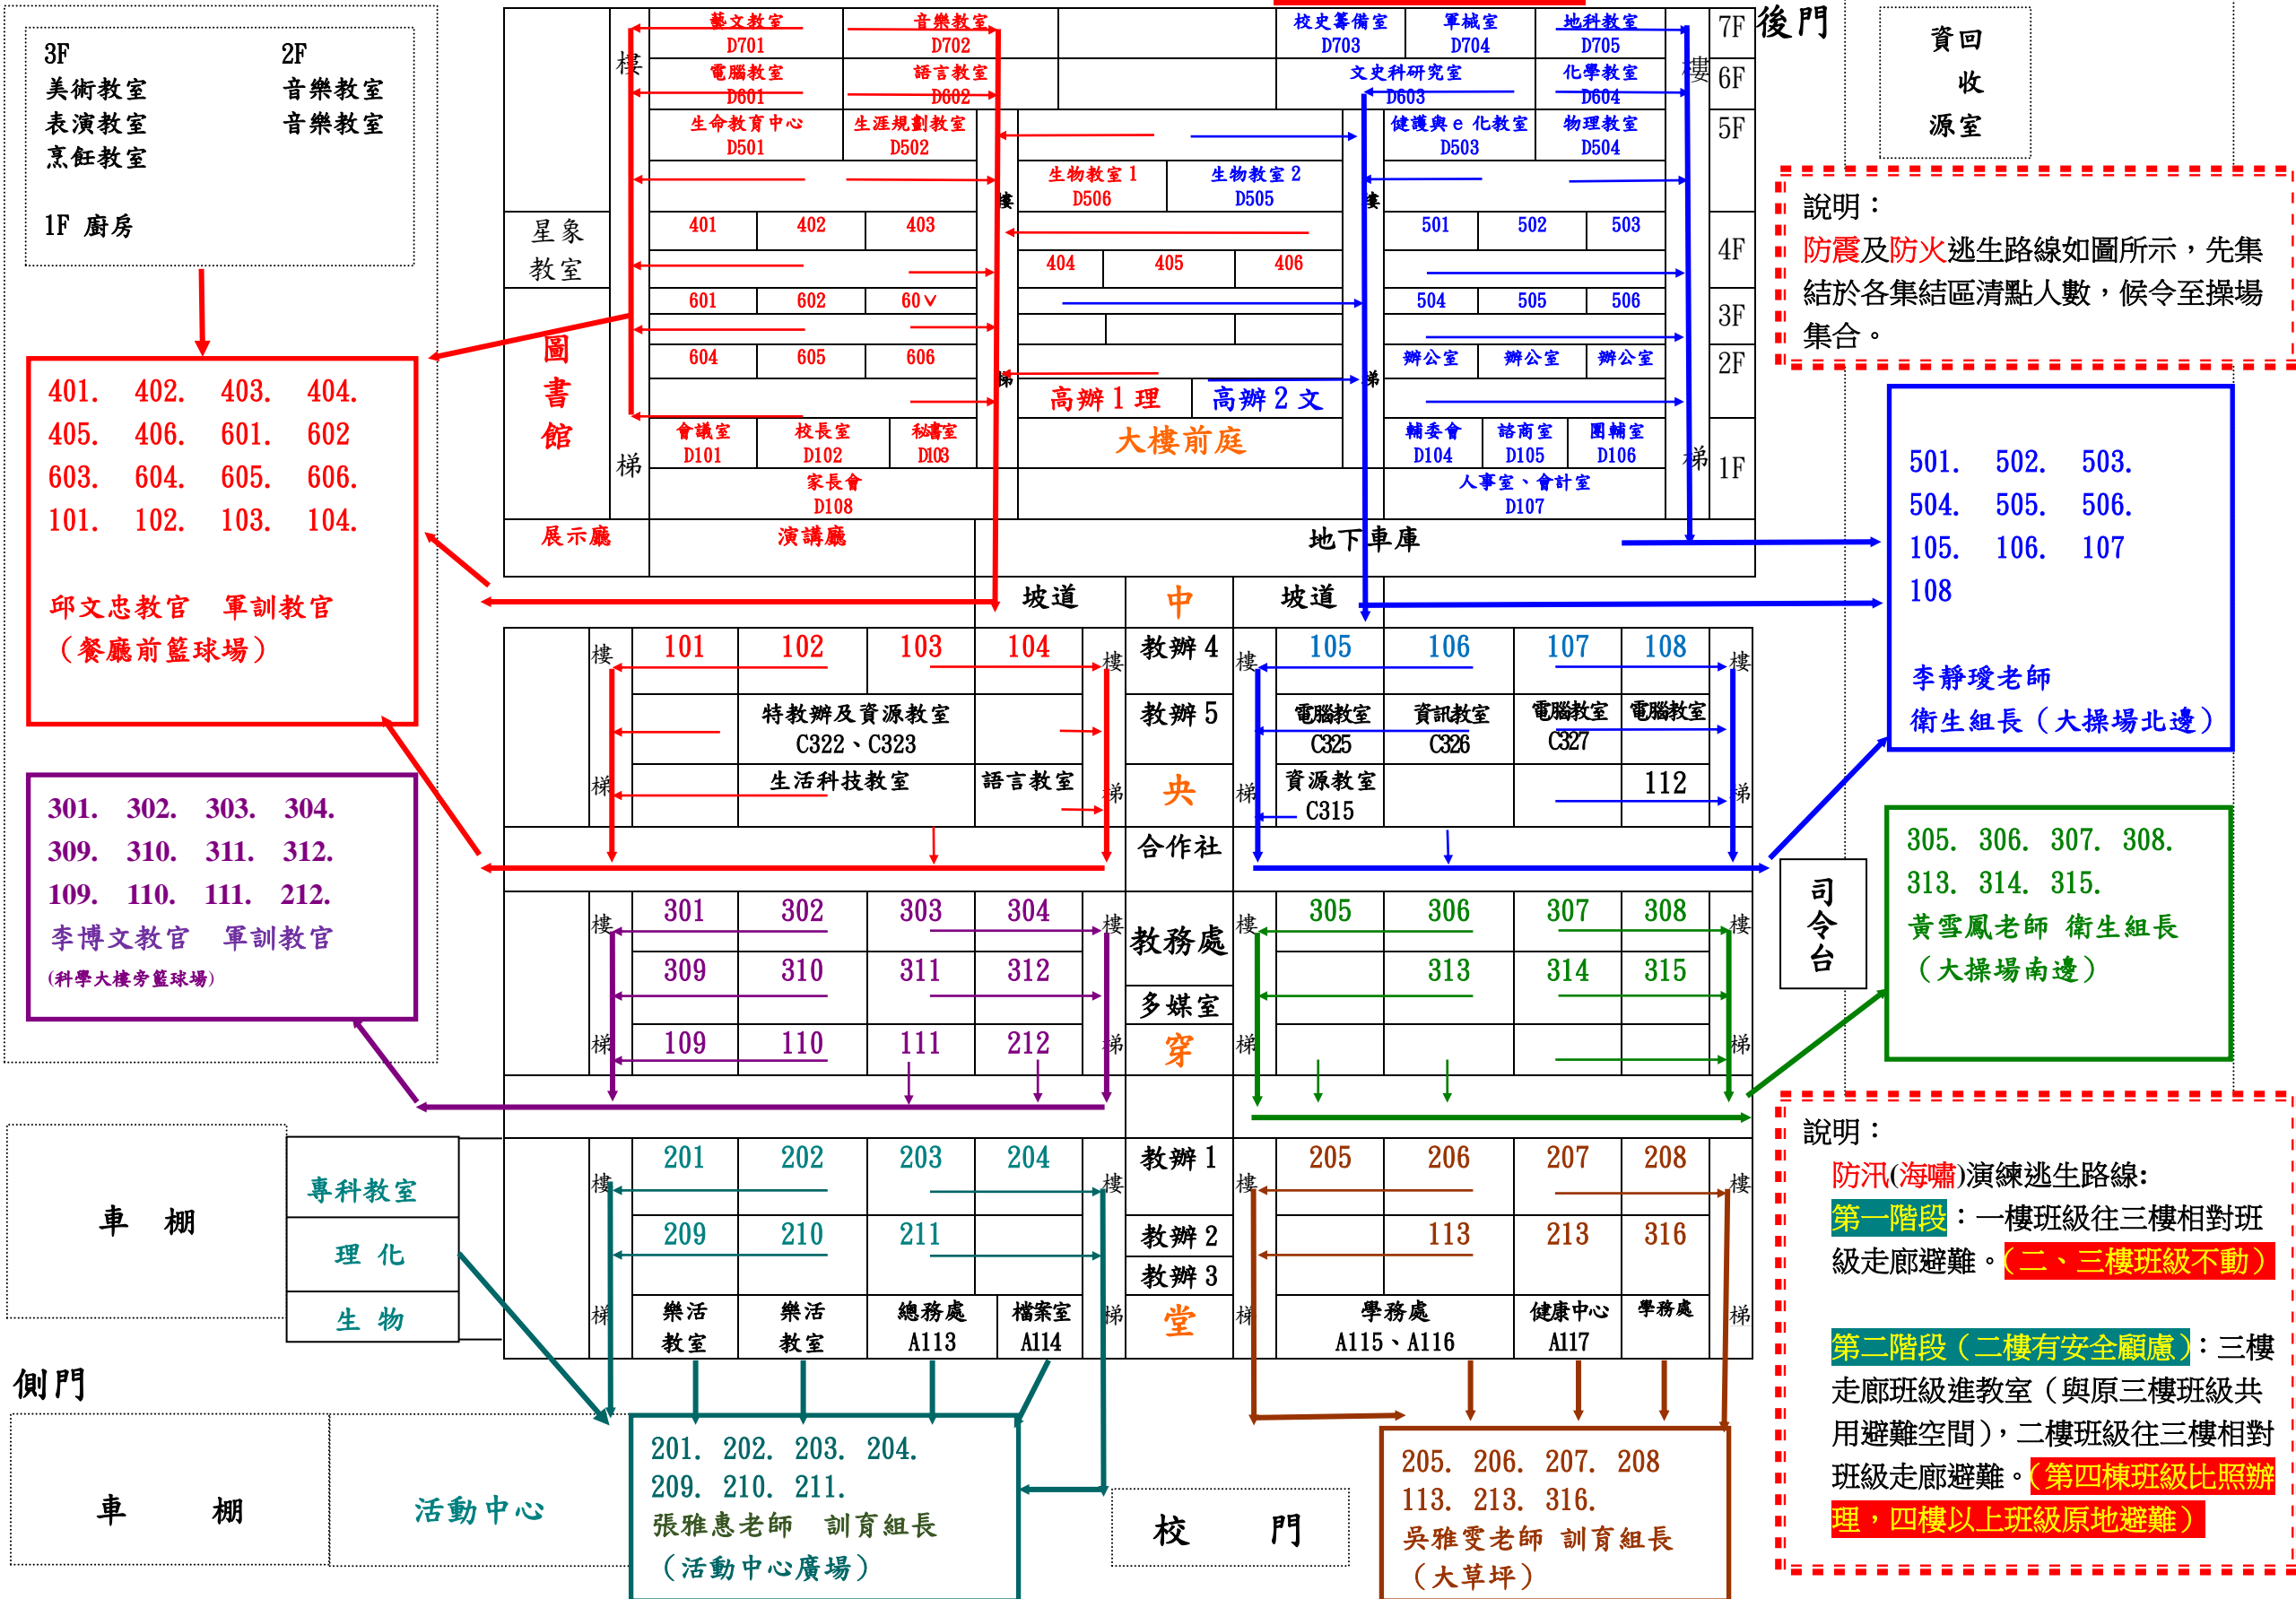 3F 2F
美術教室 音樂教室
表演教室 音樂教室
烹飪教室
1F 廚房
401. 402. 403. 404.
405. 406. 601. 602
603. 604. 605. 606.
101. 102. 103. 104.
邱文忠教官 軍訓教官
（餐廳前籃球場）
301. 302. 303. 304.
309. 310. 311. 312.
109. 110. 111. 212.
李博文教官 軍訓教官
(科學大樓旁籃球場)
車 棚
專科教室
理 化
生 物
側門
車 棚
活動中心
藝文教室 音樂教室 校史籌備室 軍械室 地科教室 7F
D701 D702 D703 D704 D705
樓 電腦教室 語言教室 文史科研究室 化學教室 樓 6F
D601 D602 D603 D604
生命教育中心 生涯規劃教室 健護與 e 化教室 物理教室 5F
D501 D502 D503 D504
生物教室 1 生物教室 2
D506 D505
樓 樓
星象
教室
401 402 403 501 502 503 4F
404 405 406
601 602 60 504 505 506 3F
圖書館
604 605 606 辦公室 辦公室 辦公室 2F
梯 梯
高辦 1 理 高辦 2 文
梯 會議室 校長室 秘書室 大樓前庭 輔委會 諮商室 團輔室 梯 1F
D101 D102 D103 D104 D105 D106
家長會 人事室、會計室
D108 D107
展示廳 演講廳 地下車庫
坡道 中 坡道
樓 101 102 103 104 樓 教辦 4 樓 105 106 107 108 樓
特教辦及資源教室 教辦 5 電腦教室 資訊教室 電腦教室 電腦教室
C322、C323 C325 C326 C327
梯 生活科技教室 語言教室 梯 央 梯 資源教室 112 梯
C315
合作社
樓 301 302 303 304 樓 教務處 樓 305 306 307 308 樓
309 310 311 312 313 314 315
多媒室
梯 109 110 111 212 梯 穿 梯 梯
樓 201 202 203 204 樓 教辦 1 樓 205 206 207 208 樓
209 210 211 教辦 2 113 213 316
教辦 3
梯 樂活 樂活 總務處 檔案室 梯 堂 梯 學務處 健康中心 學務處 梯
教室 教室 A113 A114 A115、A116 A117
201. 202. 203. 204.
209. 210. 211.
張雅惠老師 訓育組長
（活動中心廣場）
校 門
205. 206. 207. 208
113. 213. 316.
吳雅雯老師 訓育組長
（大草坪）
後門
資回
收
源室
說明：
防震及防火逃生路線如圖所示，先集
結於各集結區清點人數，候令至操場
集合。
501. 502. 503.
504. 505. 506.
105. 106. 107
108
李靜璦老師
衛生組長（大操場北邊）
司令台
305. 306. 307. 308.
313. 314. 315.
黃雪鳳老師 衛生組長
（大操場南邊）
說明：
防汛(海嘯)演練逃生路線:
第一階段：一樓班級往三樓相對班
級走廊避難。（二、三樓班級不動）
第二階段（二樓有安全顧慮）：三樓
走廊班級進教室（與原三樓班級共
用避難空間），二樓班級往三樓相對
班級走廊避難。（第四棟班級比照辦
理，四樓以上班級原地避難）